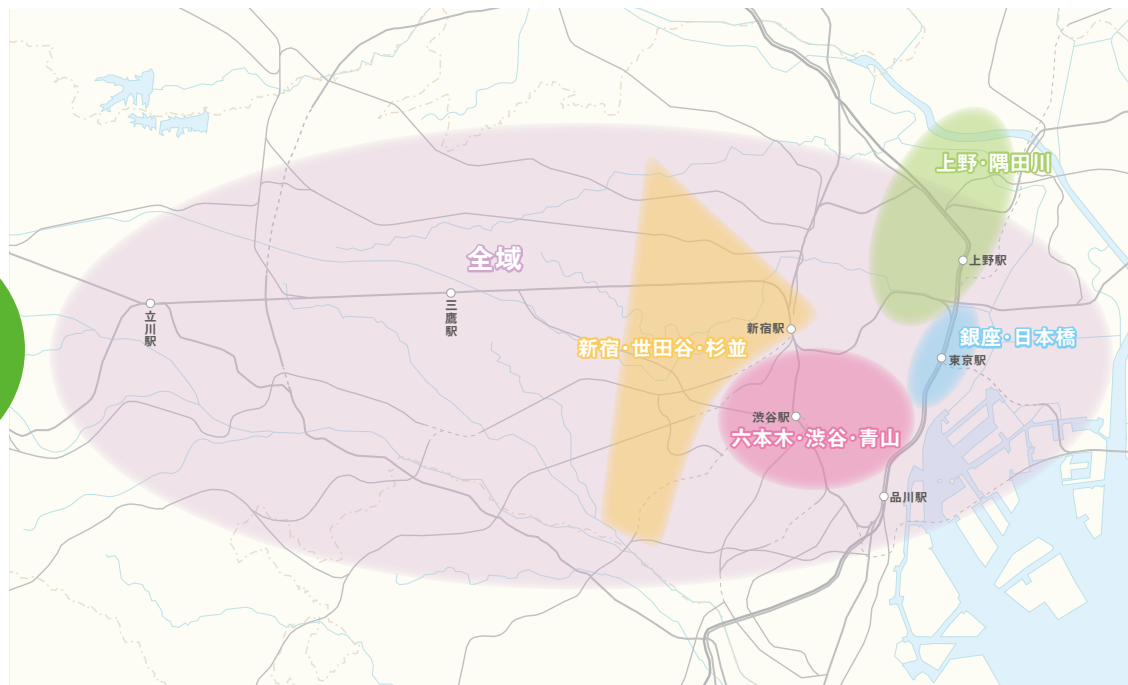 上野・隅田川
上野駅
全域
立川駅
三鷹駅
新宿駅
銀座・日本橋
新宿・世田谷・杉並
東京駅
渋谷駅
六本木・渋谷・青山
品川駅